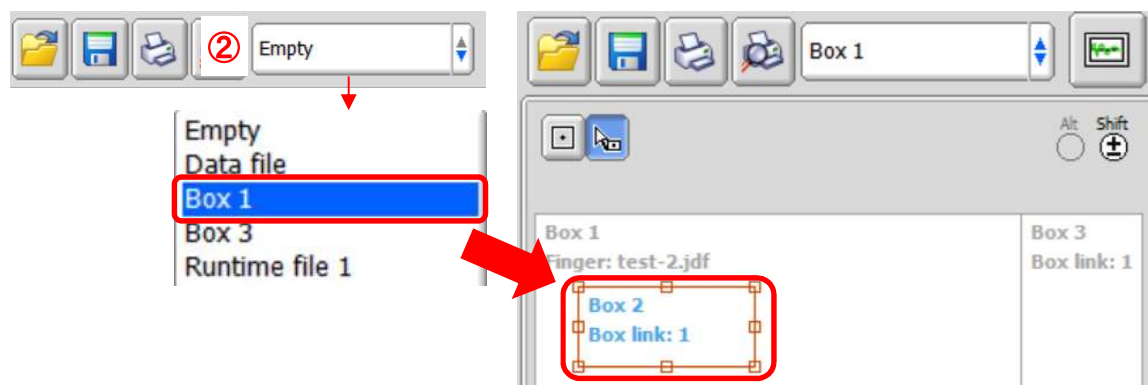 ② Empty
Empty
Data file
Box 1
Box 3
Runtime file 1
Box 1
Alt Shift
Box 1
Finger: test-2.jdf
Box 2
Box link: 1
Box 3
Box link: 1